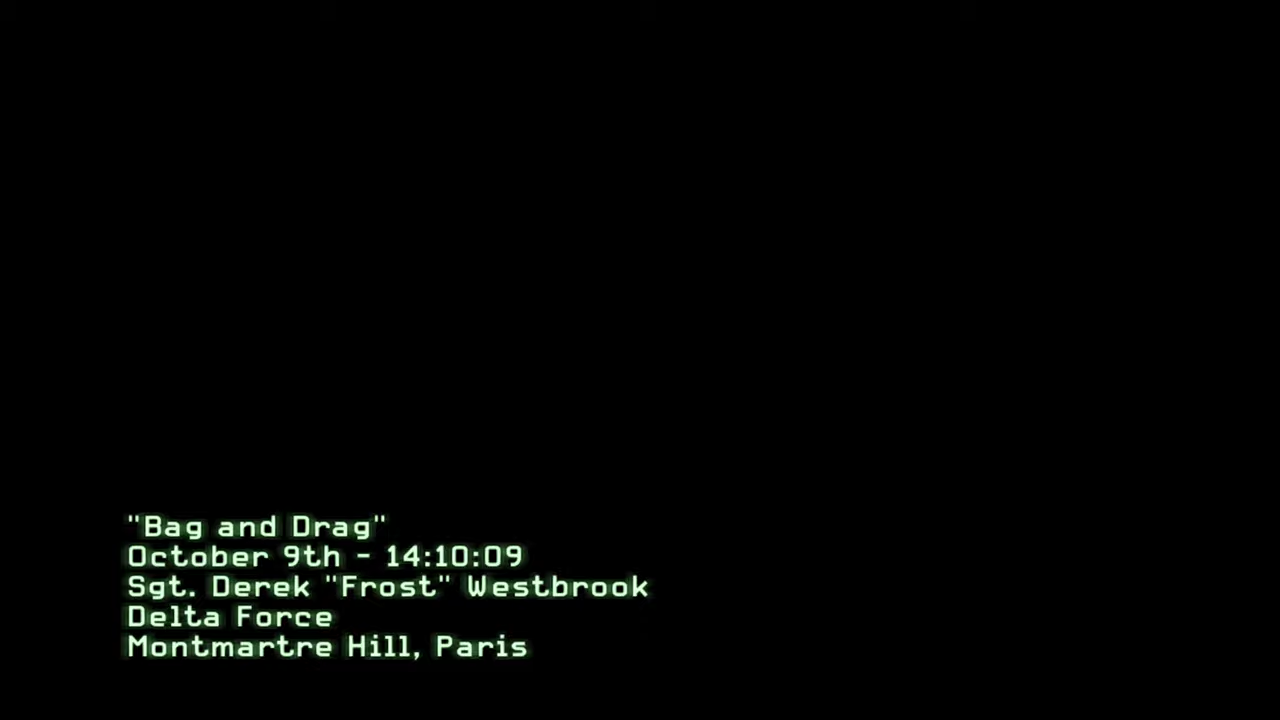 "Bag and Drag"
October 9th - 14:10:09
Sgt. Derek "Frost" Westbrook
Delta Force
Montmartre Hill, Paris